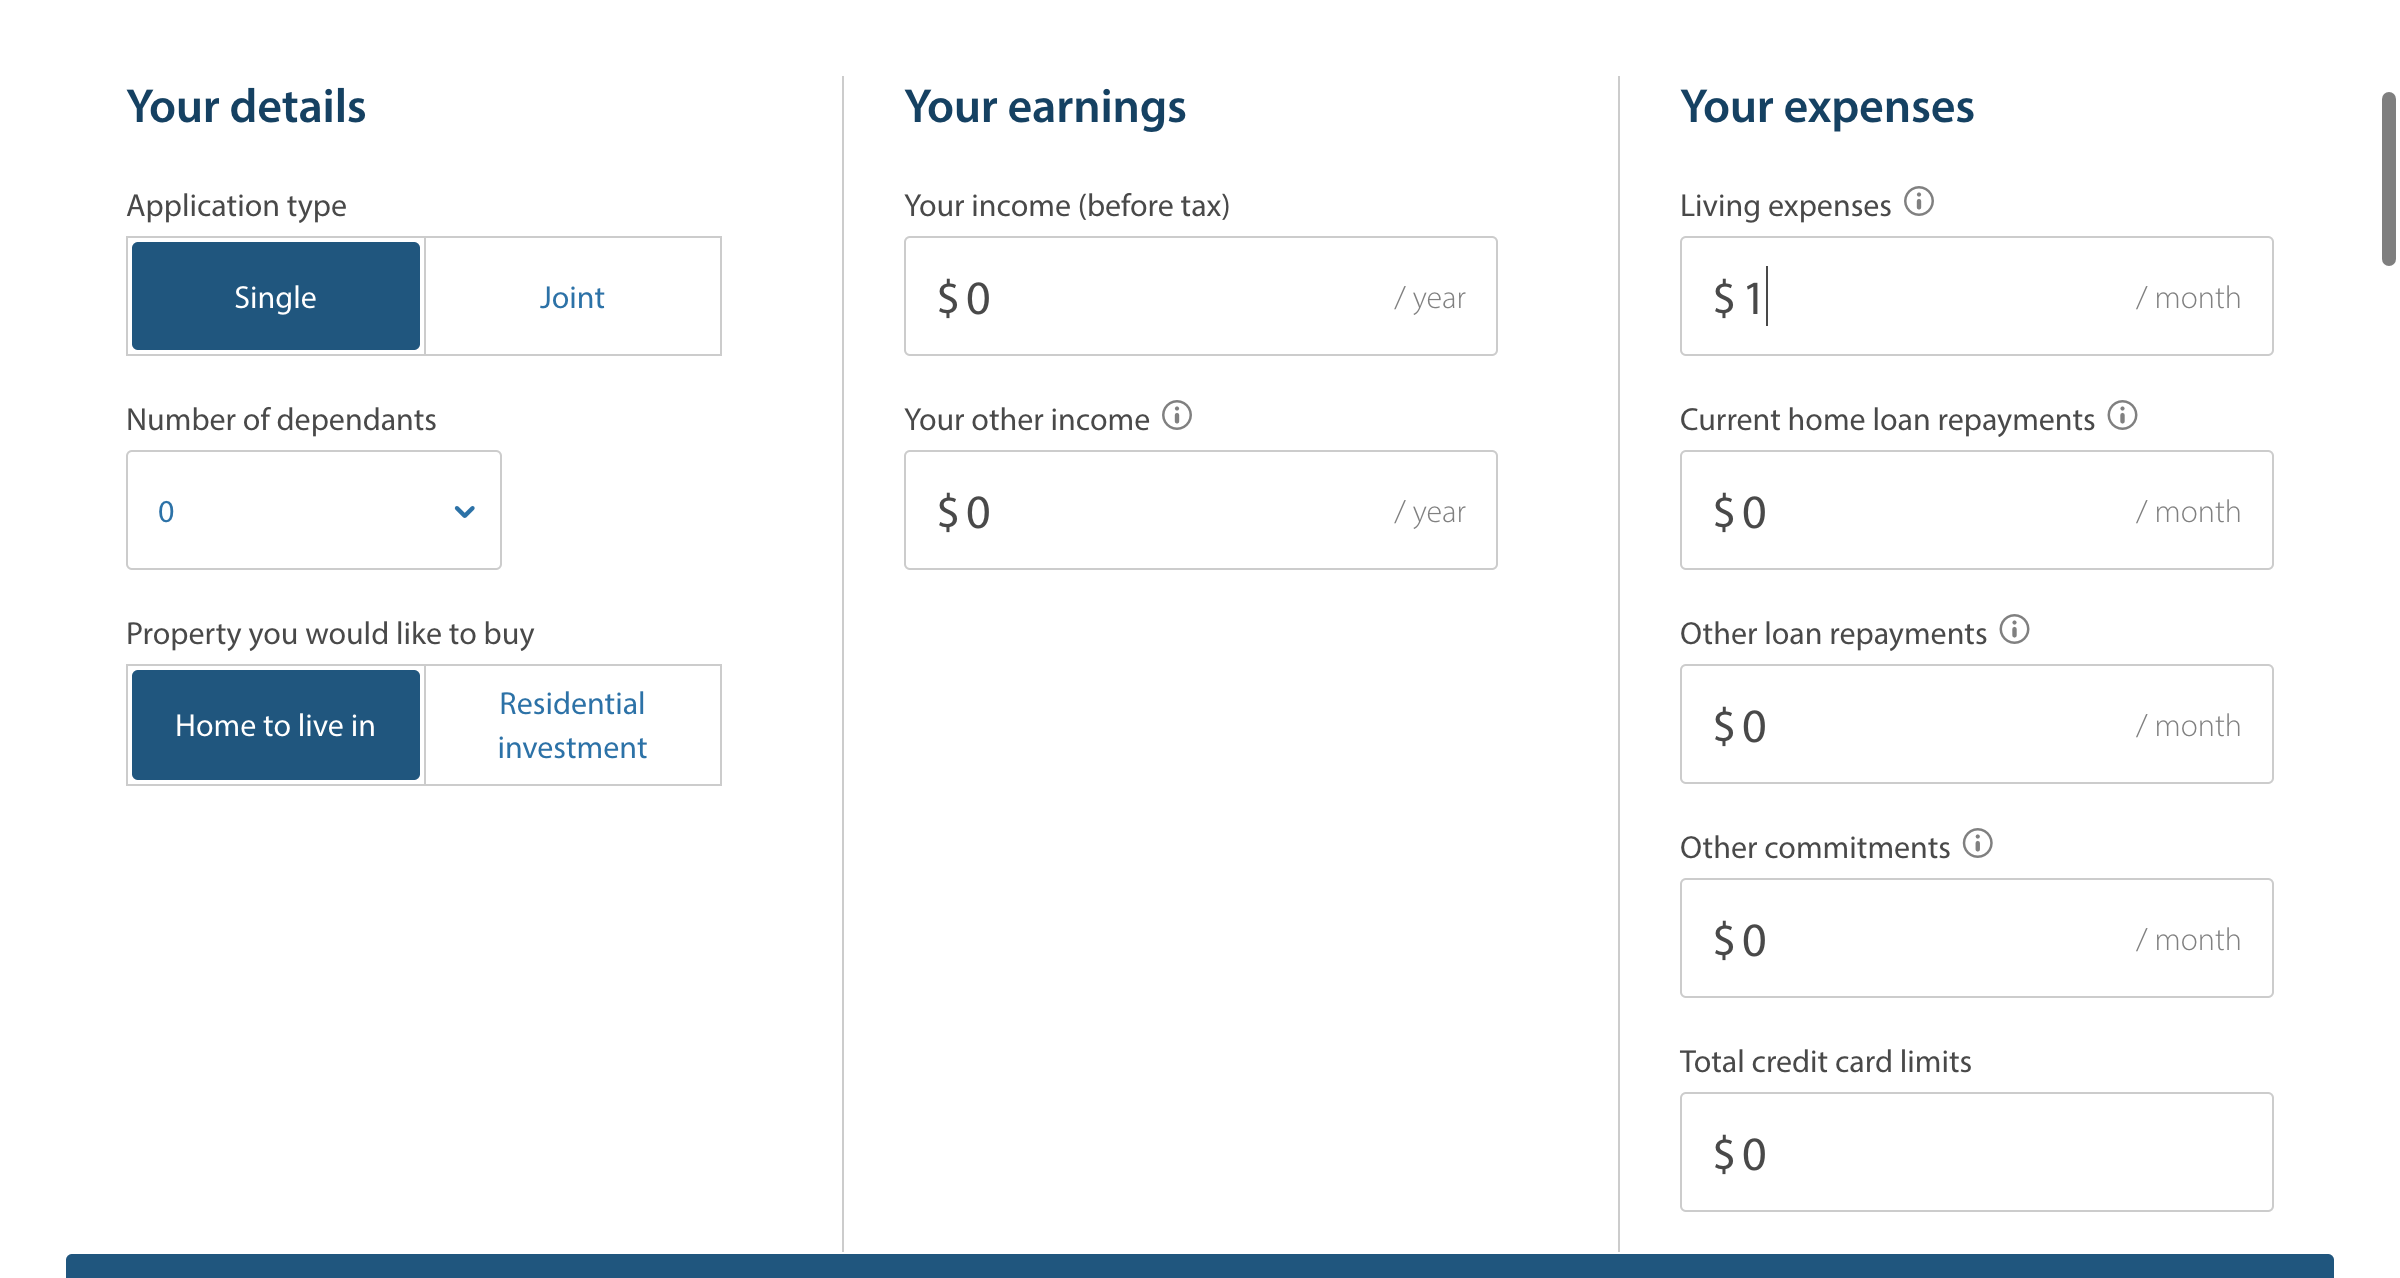 Your details
Application type
Single
Joint
Number of dependants
0
Property you would like to buy
Home to live in
Residential
investment
Your earnings
Your income (before tax)
$ 0 / year
Your other income
$ 0 / year
Your expenses
Living expenses
$ 1 / month
Current home loan repayments
$ 0 / month
Other loan repayments
$ 0 / month
Other commitments
$ 0 / month
Total credit card limits
$ 0